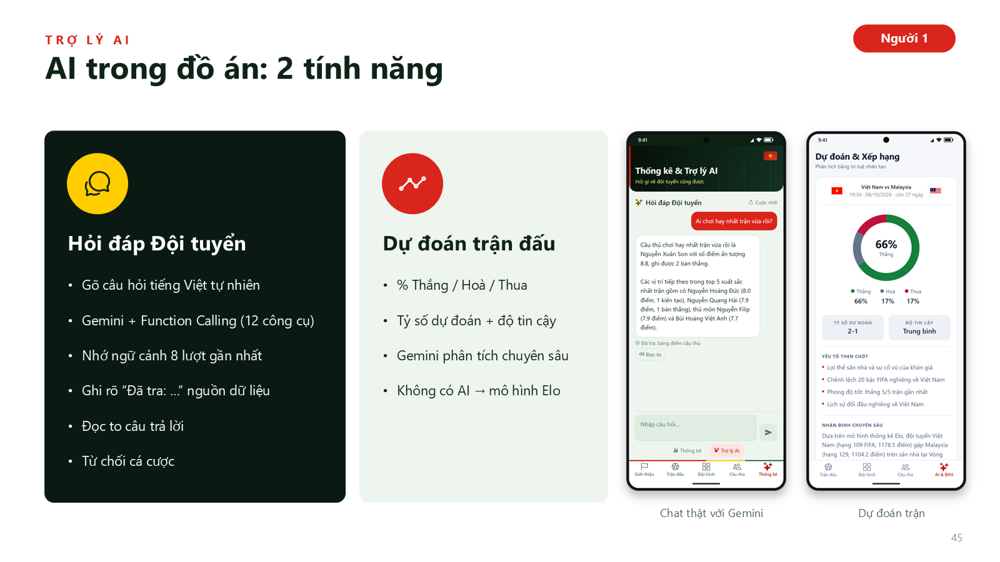 TRỢ LÝ AI
AI trong đồ án: 2 tính năng
Người 1
Hỏi đáp Đội tuyển
• Gõ câu hỏi tiếng Việt tự nhiên
• Gemini + Function Calling (12 công cụ)
• Nhớ ngữ cảnh 8 lượt gần nhất
• Ghi rõ “Đã tra: ...” nguồn dữ liệu
• Đọc to câu trả lời
• Từ chối cá cược
Dự đoán trận đấu
• % Thắng / Hoà / Thua
• Tỷ số dự đoán + độ tin cậy
• Gemini phân tích chuyên sâu
• Không có AI → mô hình Elo
9:41
Thống kê & Trợ lý AI
Hỏi gì về đội tuyển cũng được
Hỏi đáp Đội tuyển
Cuộc mới
Ai chơi hay nhất trận vừa rồi?
Cầu thủ chơi hay nhất trận vừa rồi là
Nguyễn Xuân Son với số điểm ấn tượng
8.8, ghi được 2 bàn thắng.
Các vị trí tiếp theo trong top 5 xuất sắc
nhất trận gồm có Nguyễn Hoàng Đức (8.0
điểm, 1 kiến tạo), Nguyễn Quang Hải (7.9
điểm, 1 bàn thắng), thủ môn Nguyễn Filip
(7.9 điểm) và Bùi Hoàng Việt Anh (7.7
điểm).
Đã tra: bảng điểm cầu thủ
Đọc to
Nhập câu hỏi...
Thống kê
Trợ lý AI
Giới thiệu
Trận đấu
Đội hình
Cầu thủ
Thống kê
Chat thật với Gemini
9:41
Dự đoán & Xếp hạng
Phân tích bằng trí tuệ nhân tạo
Việt Nam vs Malaysia
19:30 · 08/10/2026 · còn 27 ngày
66%
Thắng
Thắng
Hoà
Thua
66%
17%
17%
TỶ SỐ DỰ ĐOÁN
2-1
ĐỘ TIN CẬY
Trung bình
YẾU TỐ THEN CHỐT
• Lợi thế sân nhà và sự cổ vũ của khán giả
• Chênh lệch 20 bậc FIFA nghiêng về Việt Nam
• Phong độ tốt: thắng 5/5 trận gần nhất
• Lịch sử đối đầu nghiêng về Việt Nam
NHẬN ĐỊNH CHUYÊN SÂU
Dựa trên mô hình thống kê Elo, đội tuyển Việt
Nam (hạng 109 FIFA, 1178.5 điểm) gặp Malaysia
(hạng 129, 1104.2 điểm) trên sân nhà tại Vòng
Trận đấu
Đội hình
Cầu thủ
AI & BXH
Dự đoán trận
45